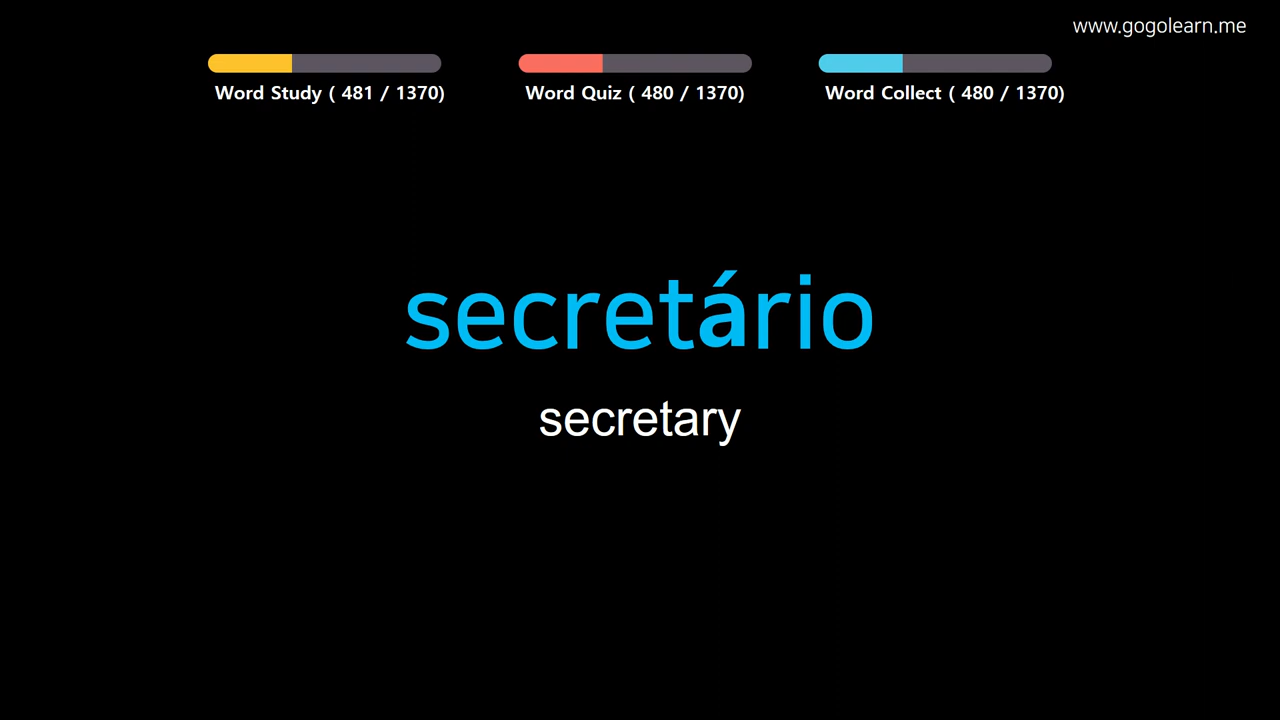 www.gogolearn.me
Word Study ( 481 / 1370)
Word Quiz ( 480 / 1370)
Word Collect ( 480 / 1370)
secretário
secretary